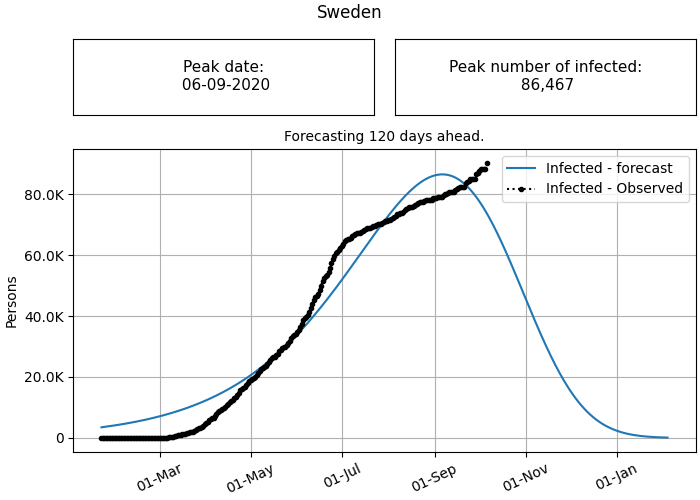 Sweden
Peak date:
06-09-2020
Peak number of infected:
86,467
Forecasting 120 days ahead.
Infected - forecast
Infected - Observed
Persons
80.0K
60.0K
40.0K
20.0K
0
01-Mar
01-May
01-Jul
01-Sep
01-Nov
01-Jan